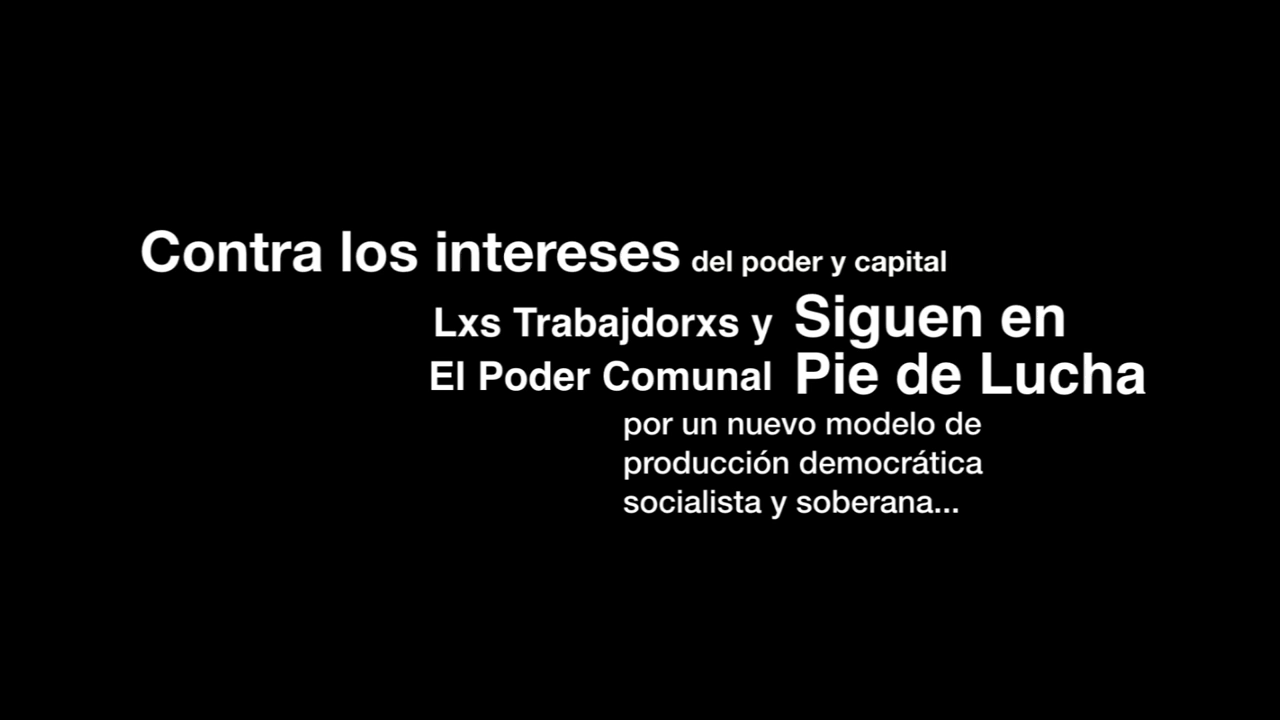 Contra los intereses del poder y capital
Lxs Trabajdorxs y Siguen en
El Poder Comunal Pie de Lucha
por un nuevo modelo de
producción democrática
socialista y soberana...